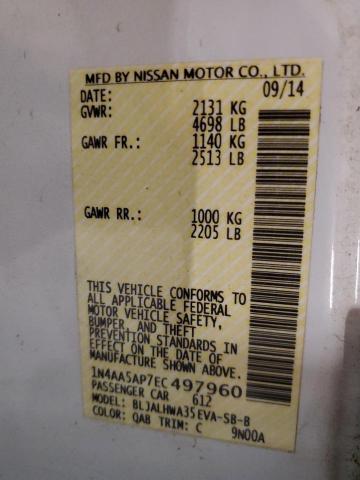 MFD BY NISSAN MOTOR CO., LTD.
DATE: 09/14
GVWR: 2131 KG
4698 LB
GAWR FR.: 1140 KG
2513 LB
GAWR RR.: 1000 KG
2205 LB
THIS VEHICLE CONFORMS TO
ALL APPLICABLE FEDERAL
MOTOR VEHICLE SAFETY,
BUMPER, AND THEFT
PREVENTION STANDARDS IN
EFFECT ON THE DATE OF
MANUFACTURE SHOWN ABOVE.
1N4AA5AP7EC497960
PASSENGER CAR 612
MODEL: BLJALHWA35EVA-SB-B
COLOR: QAB TRIM: C 9N00A